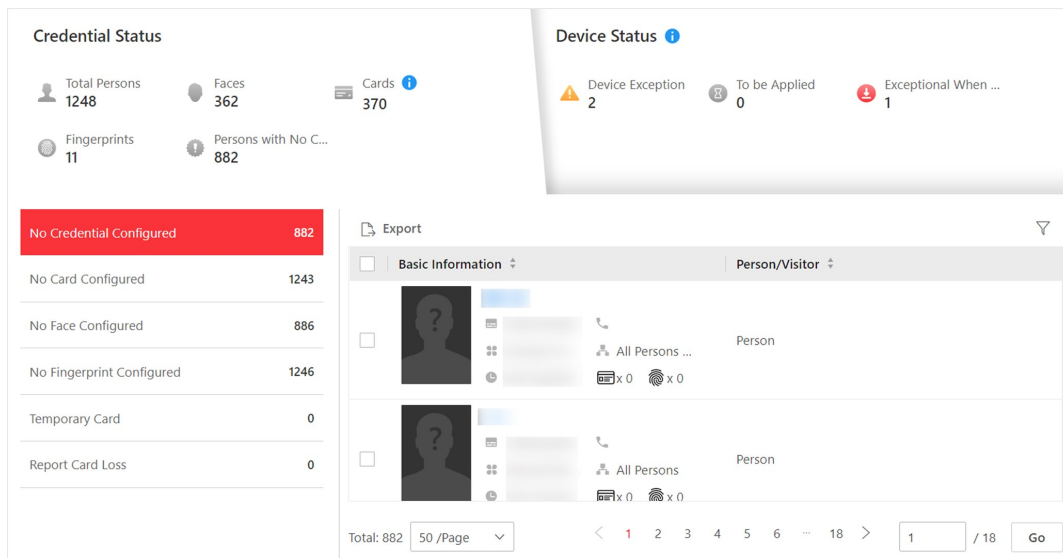 Credential Status
Total Persons
1248
Faces
362
Cards
370
Fingerprints
11
Persons with No C...
882
Device Status
Device Exception
2
To be Applied
0
Exceptional When ...
1
No Credential Configured 882
No Card Configured 1243
No Face Configured 886
No Fingerprint Configured 1246
Temporary Card 0
Report Card Loss 0
Export
Basic Information Person/Visitor
?
All Persons ...
x 0 x 0
Person
?
All Persons
x 0 x 0
Person
Total: 882 50 /Page < 1 2 3 4 5 6 ... 18 > 1 / 18 Go